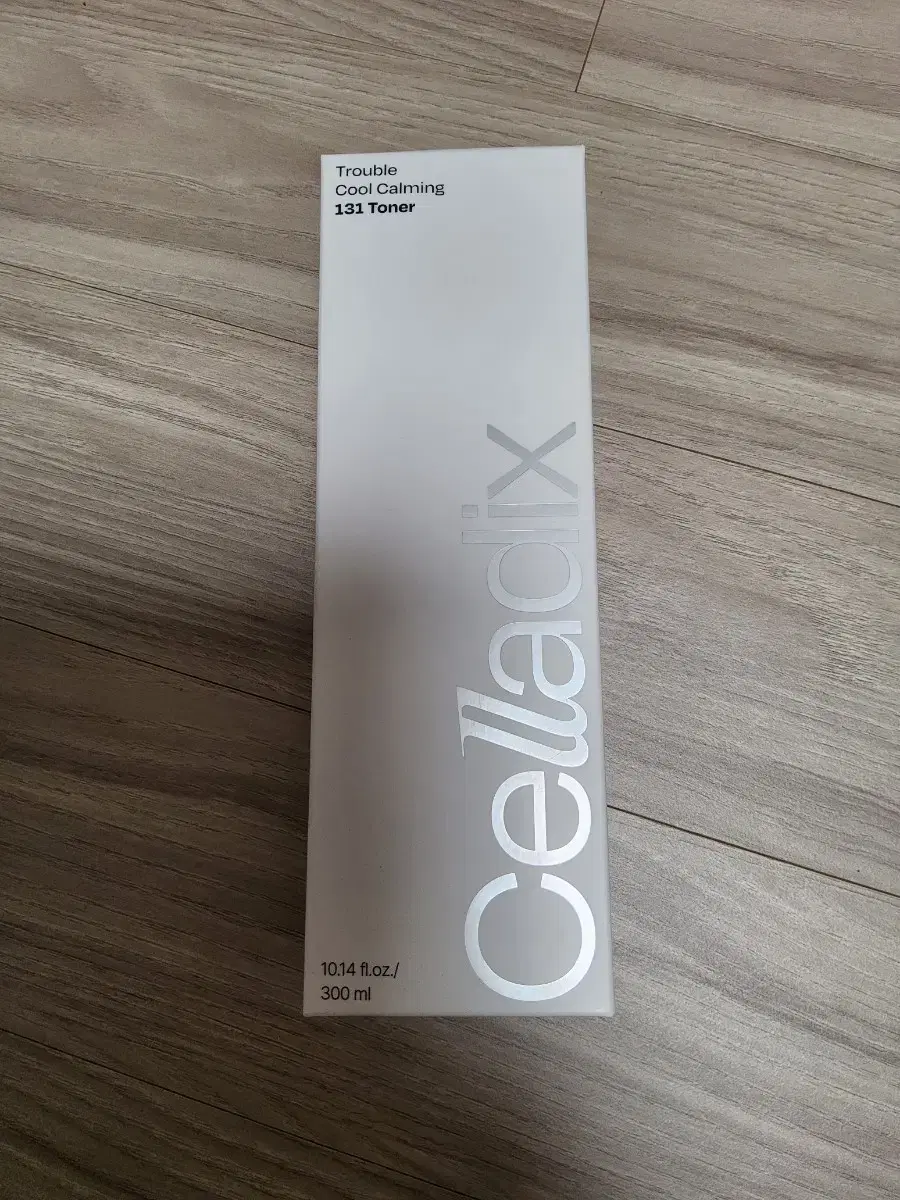 Trouble
Cool Calming
131 Toner
Celladix
10.14 fl.oz./
300 ml